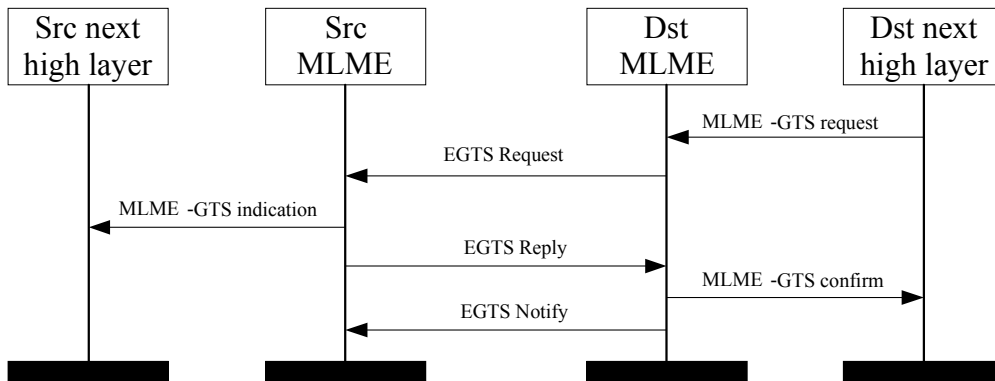 Src next
high layer
Src
MLME
Dst
MLME
Dst next
high layer
MLME -GTS request
EGTS Request
MLME -GTS indication
EGTS Reply
MLME -GTS confirm
EGTS Notify